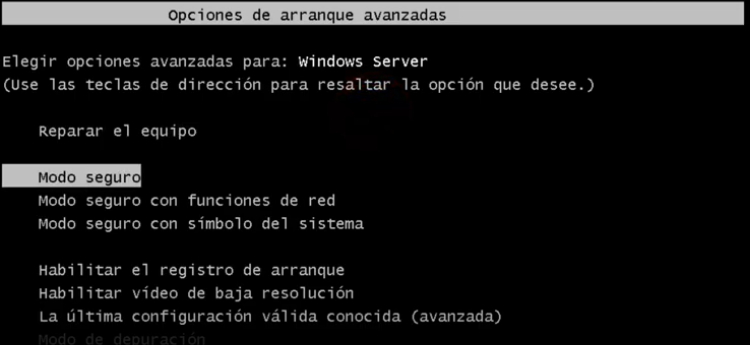 Opciones de arranque avanzadas
Elegir opciones avanzadas para: Windows Server
(Use las teclas de dirección para resaltar la opción que desee.)
Reparar el equipo
Modo seguro
Modo seguro con funciones de red
Modo seguro con símbolo del sistema
Habilitar el registro de arranque
Habilitar vídeo de baja resolución
La última configuración válida conocida (avanzada)
Modo de depuración